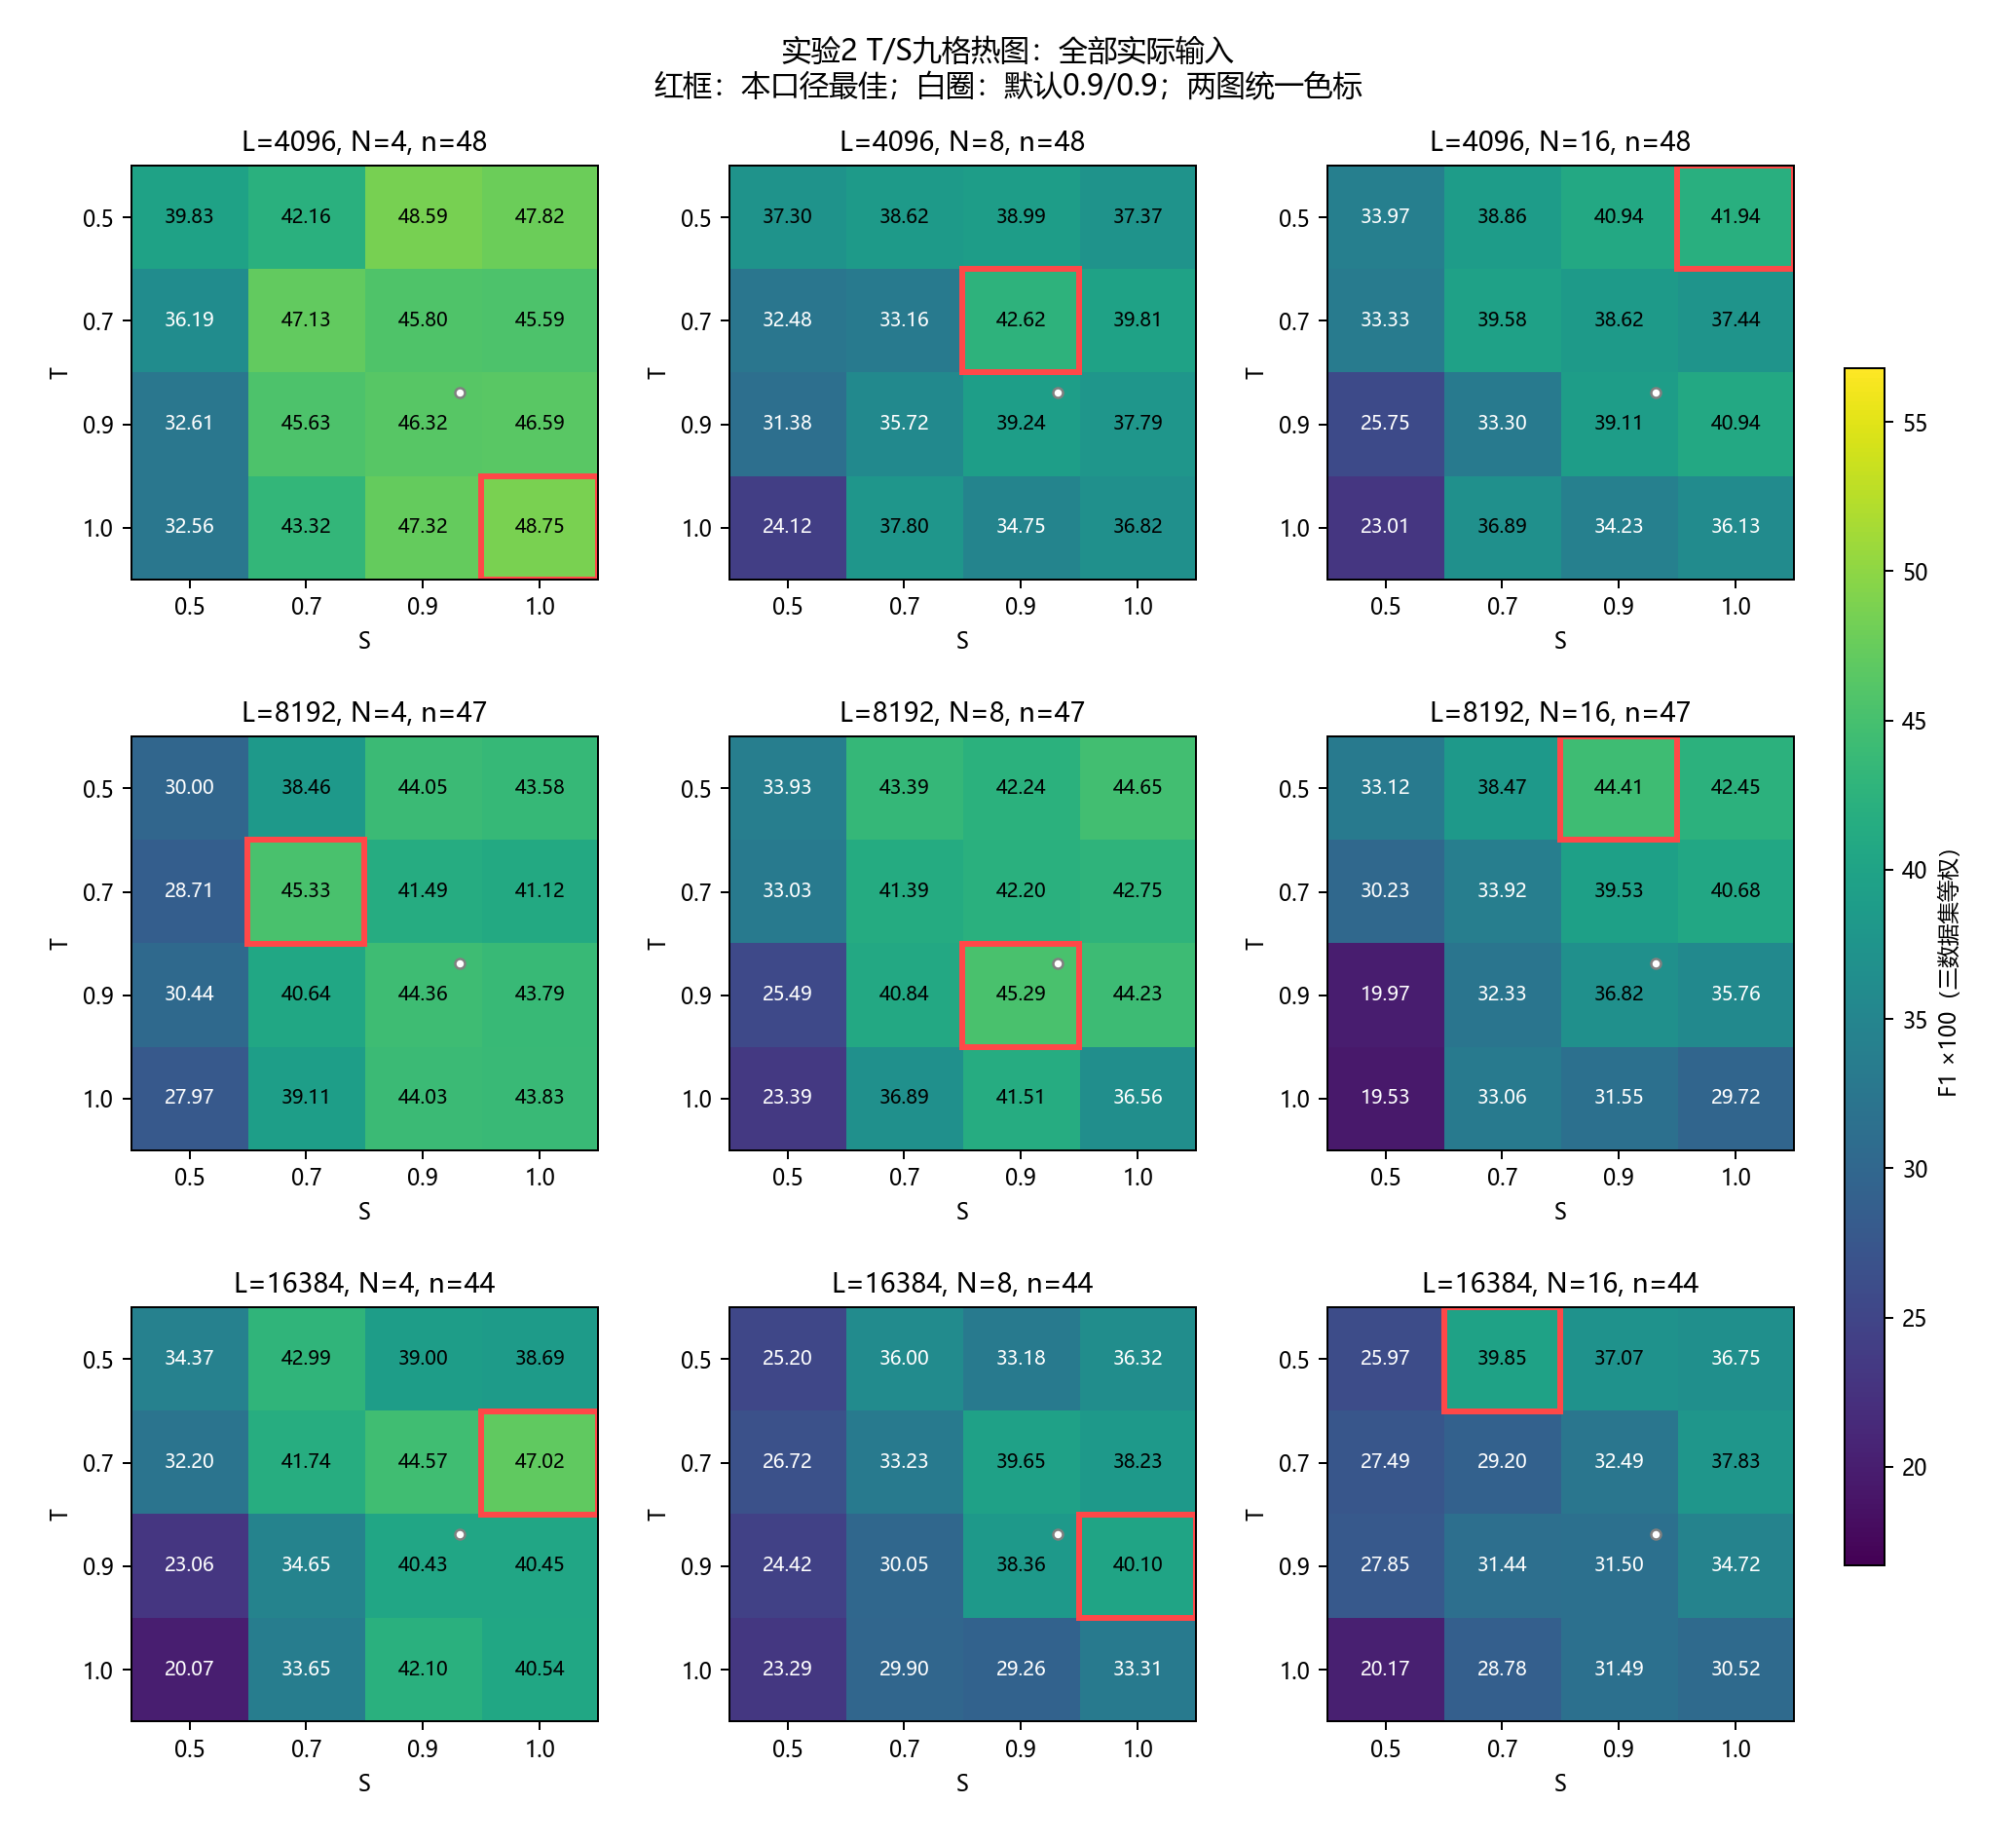 实验2 T/S九格热图：全部实际输入
红框：本口径最佳；白圈：默认0.9/0.9；两图统一色标
L=4096, N=4, n=48
0.5 39.83 42.16 48.59 47.82
0.7 36.19 47.13 45.80 45.59
T
0.9 32.61 45.63 46.32 46.59
1.0 32.56 43.32 47.32 48.75
0.5 0.7 0.9 1.0
S
L=4096, N=8, n=48
0.5 37.30 38.62 38.99 37.37
0.7 32.48 33.16 42.62 39.81
T
0.9 31.38 35.72 39.24 37.79
1.0 24.12 37.80 34.75 36.82
0.5 0.7 0.9 1.0
S
L=4096, N=16, n=48
0.5 33.97 38.86 40.94 41.94
0.7 33.33 39.58 38.62 37.44
T
0.9 25.75 33.30 39.11 40.94
1.0 23.01 36.89 34.23 36.13
0.5 0.7 0.9 1.0
S
L=8192, N=4, n=47
0.5 30.00 38.46 44.05 43.58
0.7 28.71 45.33 41.49 41.12
T
0.9 30.44 40.64 44.36 43.79
1.0 27.97 39.11 44.03 43.83
0.5 0.7 0.9 1.0
S
L=8192, N=8, n=47
0.5 33.93 43.39 42.24 44.65
0.7 33.03 41.39 42.20 42.75
T
0.9 25.49 40.84 45.29 44.23
1.0 23.39 36.89 41.51 36.56
0.5 0.7 0.9 1.0
S
L=8192, N=16, n=47
0.5 33.12 38.47 44.41 42.45
0.7 30.23 33.92 39.53 40.68
T
0.9 19.97 32.33 36.82 35.76
1.0 19.53 33.06 31.55 29.72
0.5 0.7 0.9 1.0
S
L=16384, N=4, n=44
0.5 34.37 42.99 39.00 38.69
0.7 32.20 41.74 44.57 47.02
T
0.9 23.06 34.65 40.43 40.45
1.0 20.07 33.65 42.10 40.54
0.5 0.7 0.9 1.0
S
L=16384, N=8, n=44
0.5 25.20 36.00 33.18 36.32
0.7 26.72 33.23 39.65 38.23
T
0.9 24.42 30.05 38.36 40.10
1.0 23.29 29.90 29.26 33.31
0.5 0.7 0.9 1.0
S
L=16384, N=16, n=44
0.5 25.97 39.85 37.07 36.75
0.7 27.49 29.20 32.49 37.83
T
0.9 27.85 31.44 31.50 34.72
1.0 20.17 28.78 31.49 30.52
0.5 0.7 0.9 1.0
S
55
50
45
40
35
30
25
20
F1 ×100（三数据集等权）